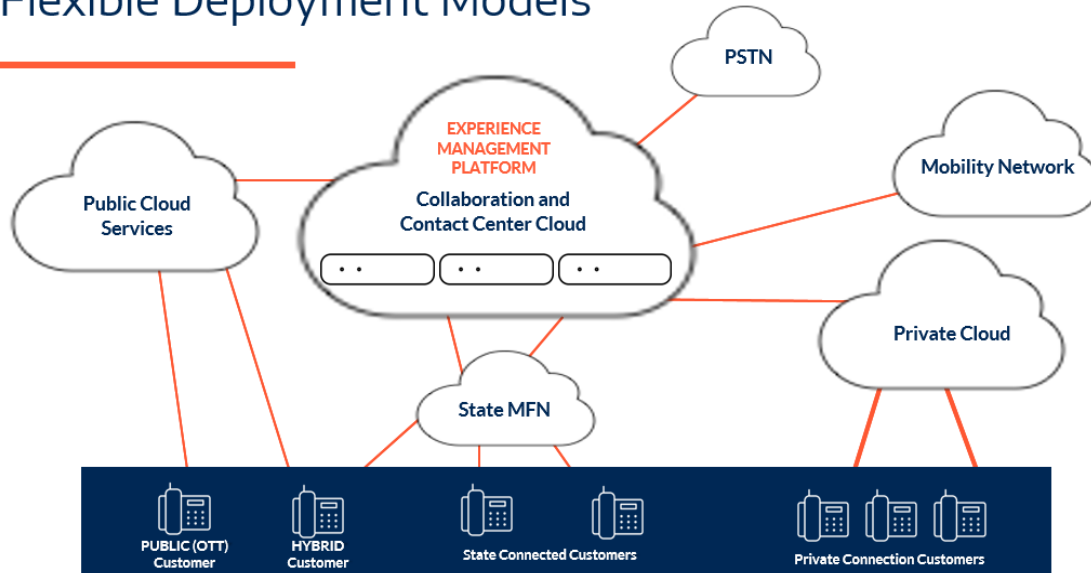 Flexible Deployment Models
PSTN
EXPERIENCE
MANAGEMENT
PLATFORM
Mobility Network
Public Cloud
Services
Collaboration and
Contact Center Cloud
Private Cloud
State MFN
PUBLIC (OTT)
Customer
HYBRID
Customer
State Connected Customers
Private Connection Customers